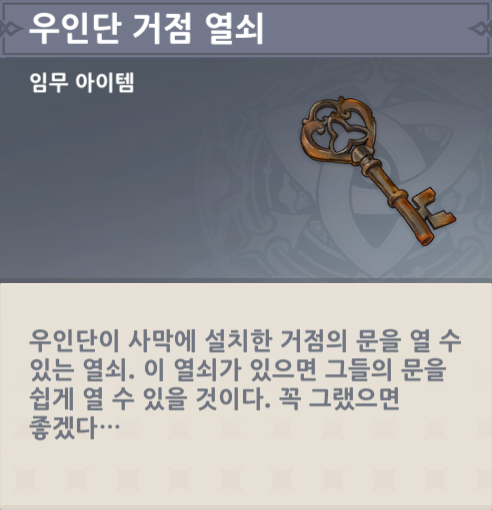 우인단 거점 열쇠
임무 아이템
우인단이 사막에 설치한 거점의 문을 열 수
있는 열쇠. 이 열쇠가 있으면 그들의 문을
쉽게 열 수 있을 것이다. 꼭 그랬으면
좋겠다…